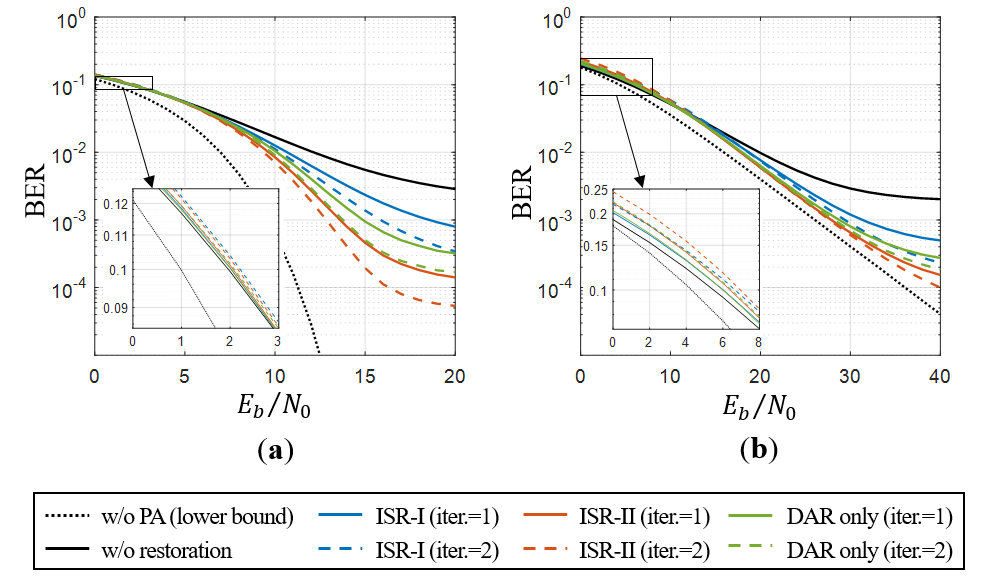 10^0
10^-1
10^-2
10^-3
10^-4
BER
0.12
0.11
0.1
0.09
0 1 2 3
0 5 10 15 20
E_b/N_0
(a)
10^0
10^-1
10^-2
10^-3
10^-4
BER
0.25
0.2
0.15
0.1
0 2 4 6 8
0 10 20 30 40
E_b/N_0
(b)
w/o PA (lower bound) ISR-I (iter.=1) ISR-II (iter.=1) DAR only (iter.=1)
w/o restoration ISR-I (iter.=2) ISR-II (iter.=2) DAR only (iter.=2)